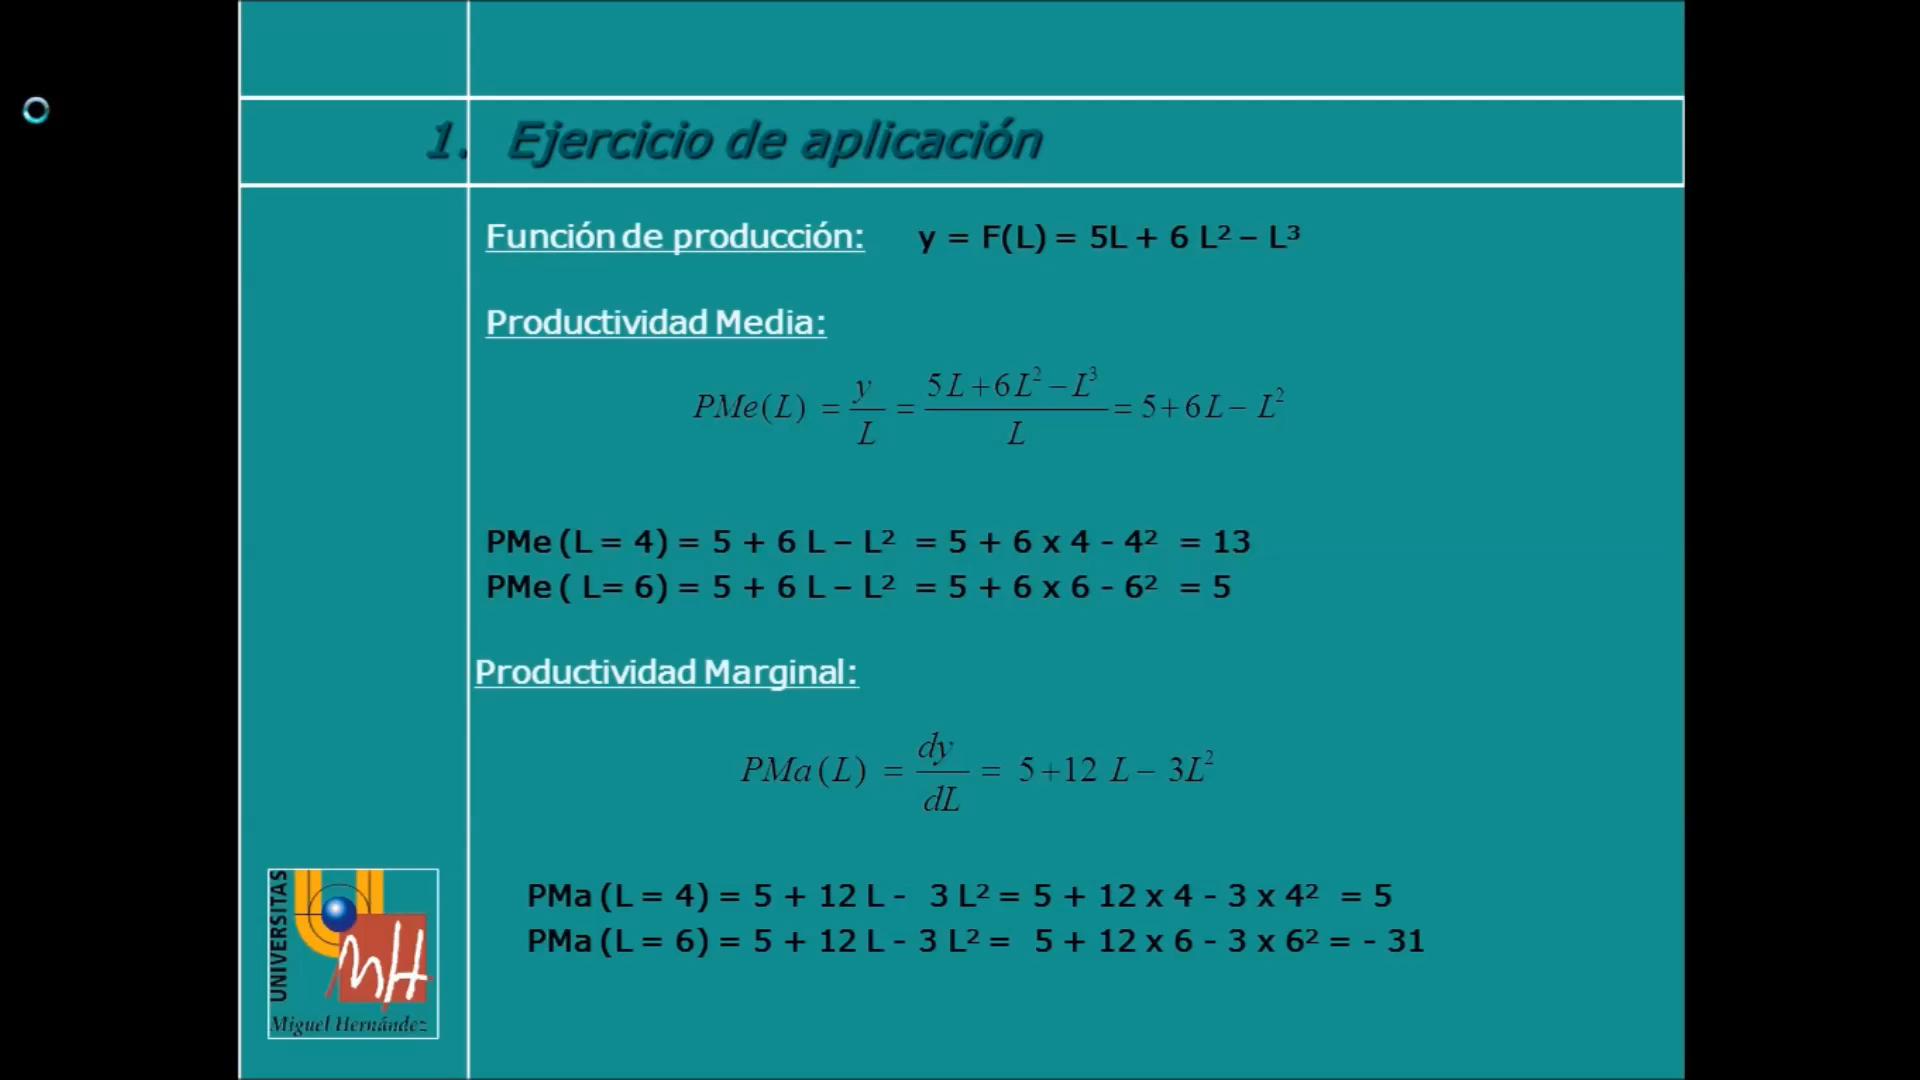 1. Ejercicio de aplicación
Función de producción: y = F(L) = 5L + 6 L² – L³
Productividad Media:
PMe(L) = y/L = (5L+6L²−L³)/L = 5+6L− L²
PMe (L = 4) = 5 + 6 L – L² = 5 + 6 x 4 - 4² = 13
PMe ( L= 6) = 5 + 6 L – L² = 5 + 6 x 6 - 6² = 5
Productividad Marginal:
PMa(L) = dy/dL = 5+12 L− 3L²
PMa (L = 4) = 5 + 12 L - 3 L² = 5 + 12 x 4 - 3 x 4² = 5
PMa (L = 6) = 5 + 12 L - 3 L² = 5 + 12 x 6 - 3 x 6² = - 31
UNIVERSITAS
MH
Miguel Hernández